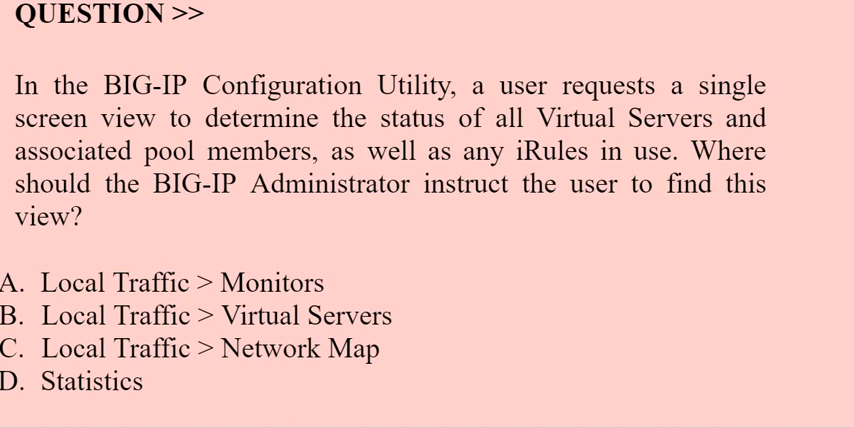 QUESTION >>
In the BIG-IP Configuration Utility, a user requests a single
screen view to determine the status of all Virtual Servers and
associated pool members, as well as any iRules in use. Where
should the BIG-IP Administrator instruct the user to find this
view?
A. Local Traffic > Monitors
B. Local Traffic > Virtual Servers
C. Local Traffic > Network Map
D. Statistics